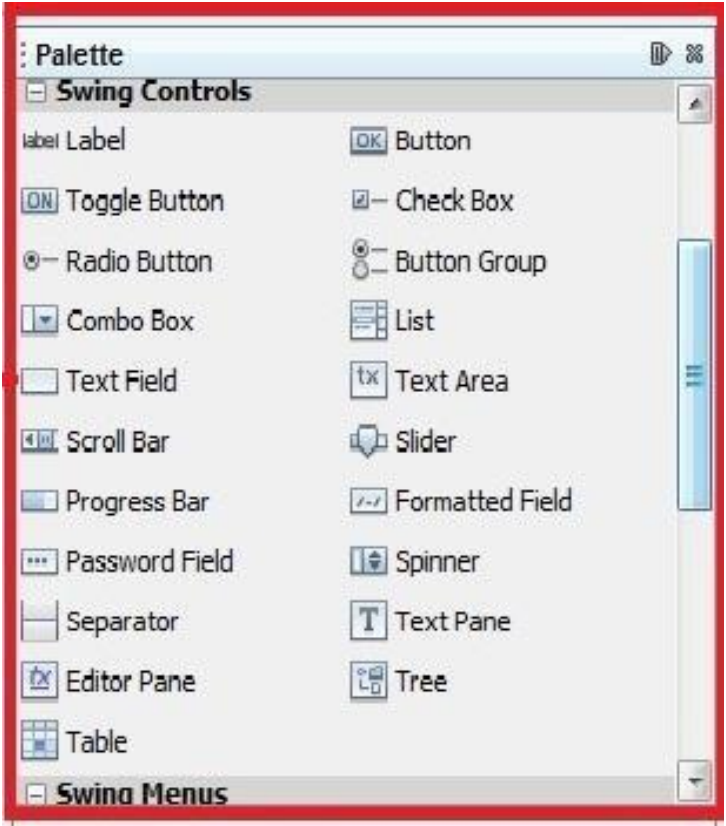 Palette
Swing Controls
label Label OK Button
ON Toggle Button Check Box
Radio Button Button Group
Combo Box List
Text Field tx Text Area
Scroll Bar Slider
Progress Bar Formatted Field
Password Field Spinner
Separator T Text Pane
Editor Pane Tree
Table
Swing Menus